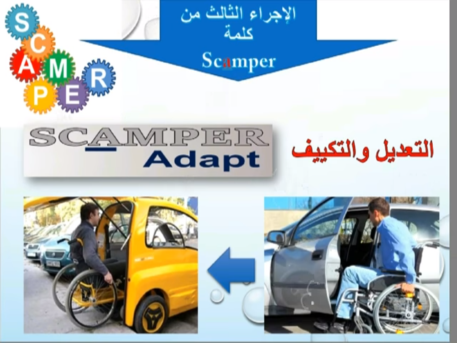 الإجراء الثالث من
كلمة
Scamper
SCAMPER
SCAMPER
Adapt
التعديل والتكييف